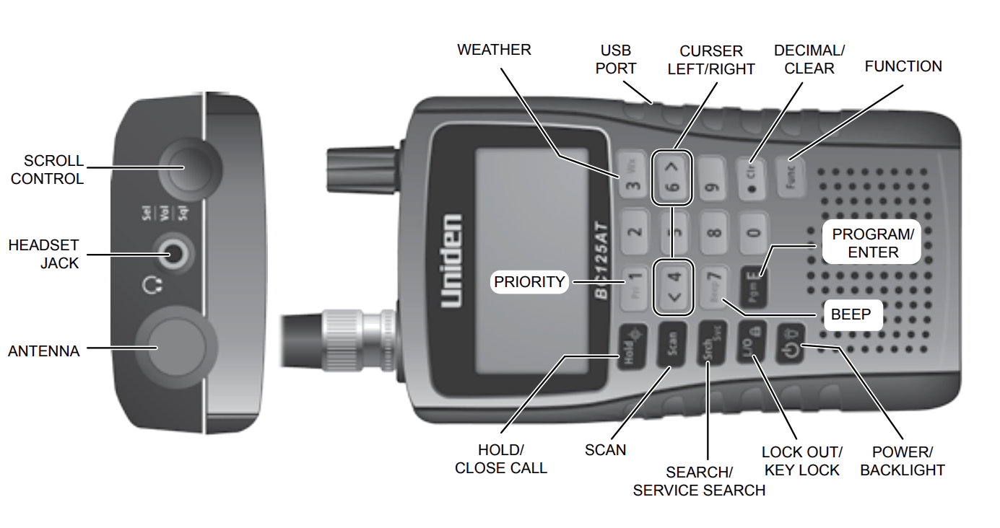 WEATHER
USB
PORT
CURSER
LEFT/RIGHT
DECIMAL/
CLEAR
FUNCTION
SCROLL
CONTROL
HEADSET
JACK
ANTENNA
Sel
Vol
Sql
Uniden
BC125AT
3 Wx
6 >
9
• Clr
Func
2
5
8
0
Pri 1
< 4
Beep 7
Pgm E
Hold
Scan
Srch
Svc
L/O
PRIORITY
PROGRAM/
ENTER
BEEP
HOLD/
CLOSE CALL
SCAN
SEARCH/
SERVICE SEARCH
LOCK OUT/
KEY LOCK
POWER/
BACKLIGHT